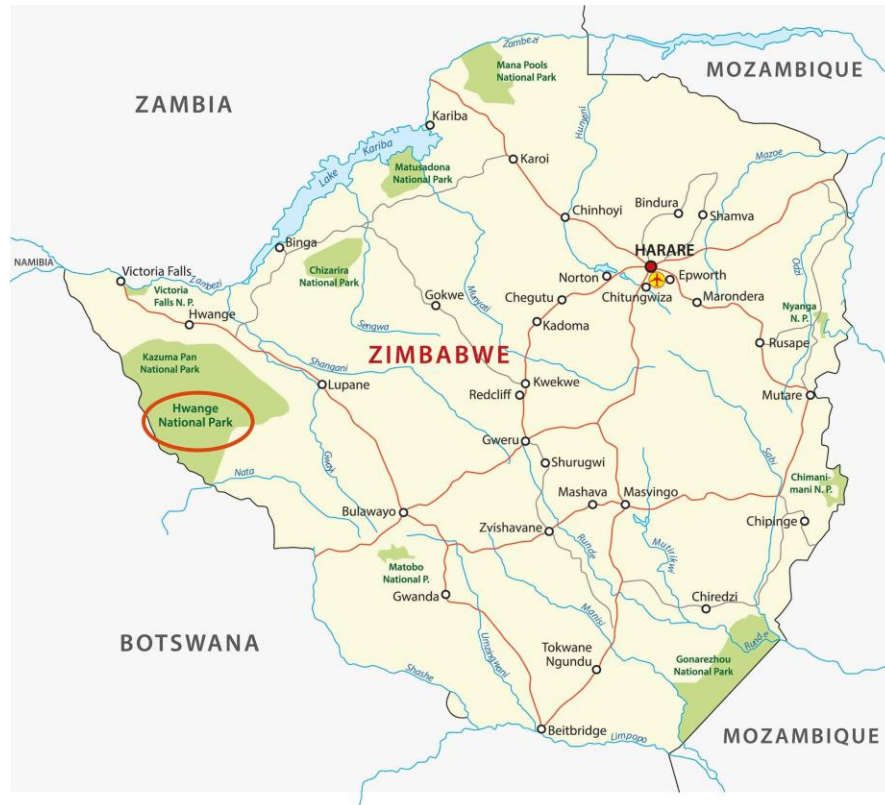 Zambezi
Mana Pools
National Park
MOZAMBIQUE
ZAMBIA
Kariba
Hunyani
Lake
Kariba
Karoi
Mazoe
Matusadona
National Park
Bindura
Chinhoyi
Shamva
Binga
HARARE
NAMIBIA
Victoria Falls
Zambezi
Chizarira
National Park
Norton
Epworth
Odzi
Victoria
Falls N. P.
Gokwe
Munyati
Chegutu
Chitungwiza
Marondera
Nyanga
N. P.
Hwange
Sengwa
Kadoma
Rusape
Kazuma Pan
National Park
Shangani
ZIMBABWE
Lupane
Kwekwe
Redcliff
Mutare
Hwange
National Park
Gweru
Gwayi
Shurugwi
Sabi
Nata
Mashava
Masvingo
Chimani-
mani N. P.
Bulawayo
Zvishavane
Chipinge
Runde
Mutirikwi
Matobo
National P.
Gwanda
Chiredzi
Manisi
BOTSWANA
Umzingwani
Tokwane
Ngundu
Runde
Gonarezhou
National Park
Shashe
Beitbridge
Limpopo
MOZAMBIQUE